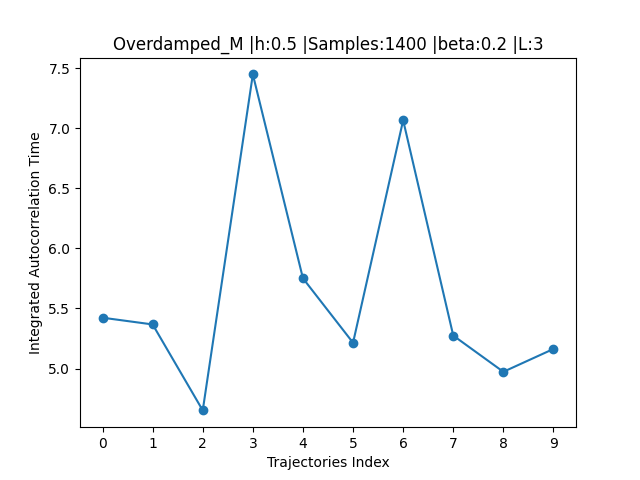 Overdamped_M |h:0.5 |Samples:1400 |beta:0.2 |L:3
7.5
7.0
6.5
6.0
5.5
5.0
Integrated Autocorrelation Time
0 1 2 3 4 5 6 7 8 9
Trajectories Index